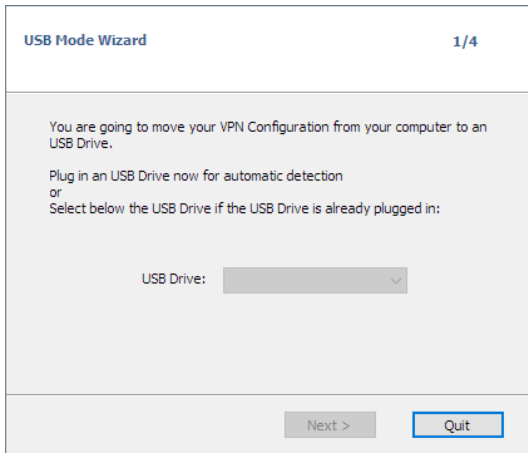 USB Mode Wizard 1/4
You are going to move your VPN Configuration from your computer to an
USB Drive.
Plug in an USB Drive now for automatic detection
or
Select below the USB Drive if the USB Drive is already plugged in:
USB Drive:
Next > Quit